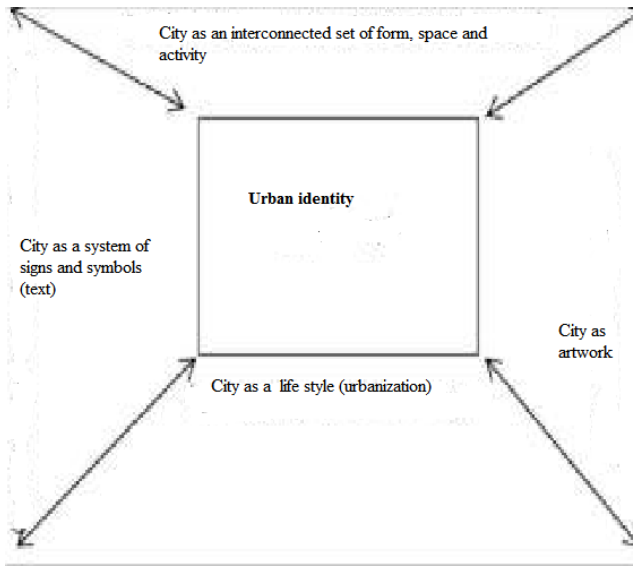 City as an interconnected set of form, space and
activity
Urban identity
City as a system of
signs and symbols
(text)
City as
artwork
City as a life style (urbanization)